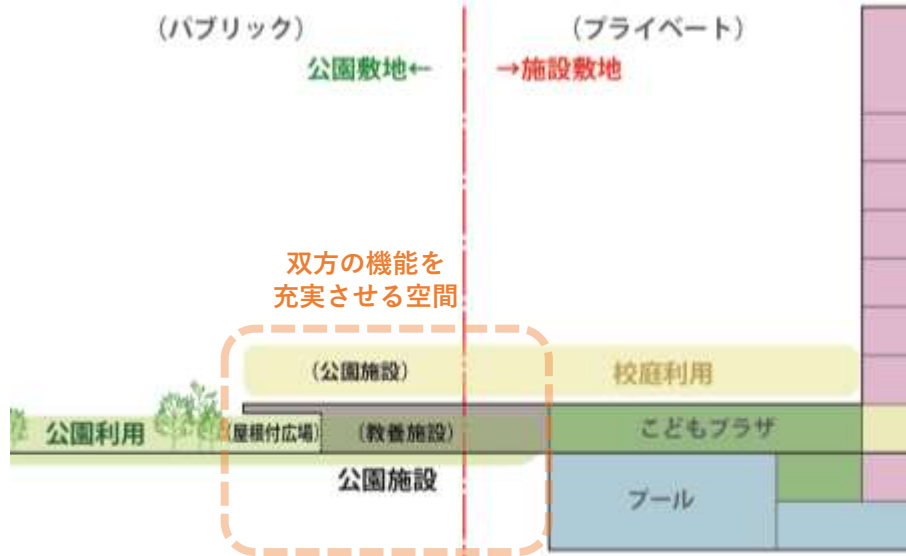 （パブリック）
（プライベート）
公園敷地←
→施設敷地
双方の機能を
充実させる空間
（公園施設）
校庭利用
公園利用
（屋根付広場）
（教養施設）
こどもプラザ
公園施設
プール